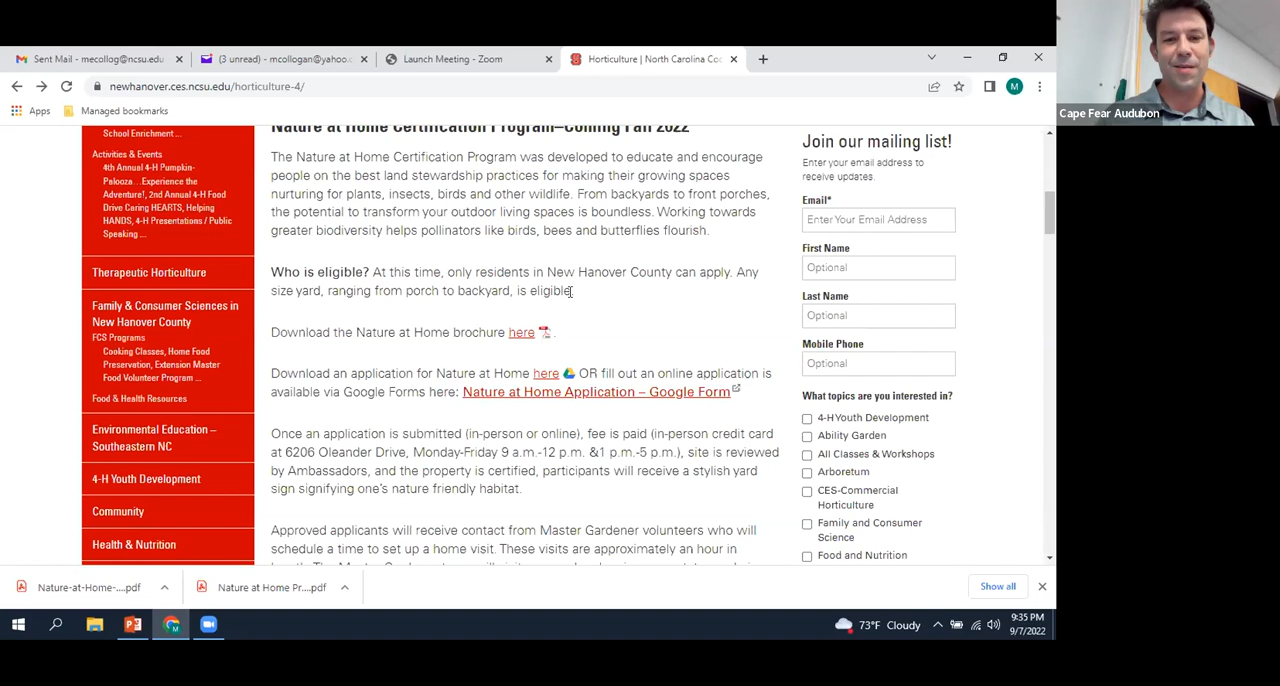 Sent Mail - mecollog@ncsu.edu
(3 unread) - mcollogan@yahoo.c
Launch Meeting - Zoom
Horticulture | North Carolina Coo
newhanover.ces.ncsu.edu/horticulture-4/
M
Apps
Managed bookmarks
Cape Fear Audubon
School Enrichment ...
Activities & Events
4th Annual 4-H Pumpkin-
Palooza…Experience the
Adventure!, 2nd Annual 4-H Food
Drive Caring HEARTS, Helping
HANDS, 4-H Presentations / Public
Speaking ...
Therapeutic Horticulture
Family & Consumer Sciences in
New Hanover County
FCS Programs
Cooking Classes, Home Food
Preservation, Extension Master
Food Volunteer Program ...
Food & Health Resources
Environmental Education –
Southeastern NC
4-H Youth Development
Community
Health & Nutrition
Nature at Home Certification Program–Coming Fall 2022
The Nature at Home Certification Program was developed to educate and encourage
people on the best land stewardship practices for making their growing spaces
nurturing for plants, insects, birds and other wildlife. From backyards to front porches,
the potential to transform your outdoor living spaces is boundless. Working towards
greater biodiversity helps pollinators like birds, bees and butterflies flourish.
Who is eligible? At this time, only residents in New Hanover County can apply. Any
size yard, ranging from porch to backyard, is eligible.
Download the Nature at Home brochure here .
Download an application for Nature at Home here OR fill out an online application is
available via Google Forms here: Nature at Home Application – Google Form
Once an application is submitted (in-person or online), fee is paid (in-person credit card
at 6206 Oleander Drive, Monday-Friday 9 a.m.-12 p.m. &1 p.m.-5 p.m.), site is reviewed
by Ambassadors, and the property is certified, participants will receive a stylish yard
sign signifying one's nature friendly habitat.
Approved applicants will receive contact from Master Gardener volunteers who will
schedule a time to set up a home visit. These visits are approximately an hour in
Join our mailing list!
Enter your email address to
receive updates.
Email*
Enter Your Email Address
First Name
Optional
Last Name
Optional
Mobile Phone
Optional
What topics are you interested in?
4-H Youth Development
Ability Garden
All Classes & Workshops
Arboretum
CES-Commercial
Horticulture
Family and Consumer
Science
Food and Nutrition
Nature-at-Home-....pdf
Nature at Home Pr....pdf
Show all
73°F Cloudy
9:35 PM
9/7/2022